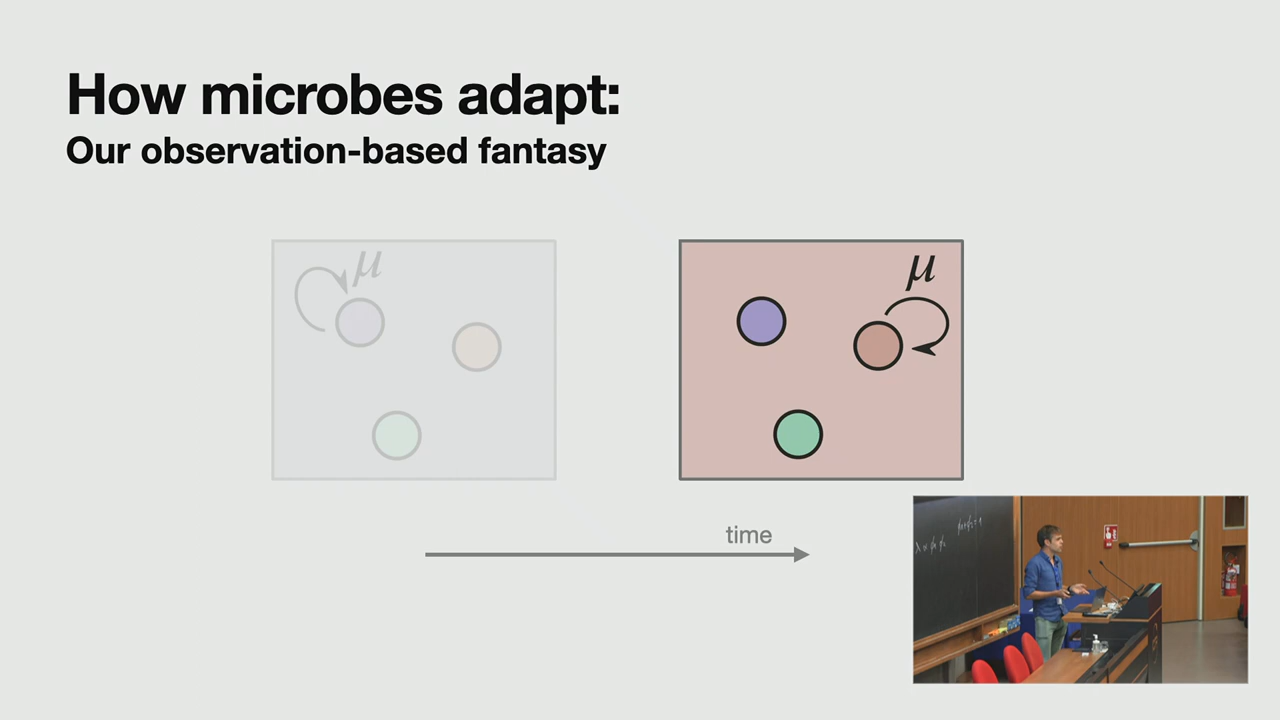 How microbes adapt:
Our observation-based fantasy
μ
μ
time